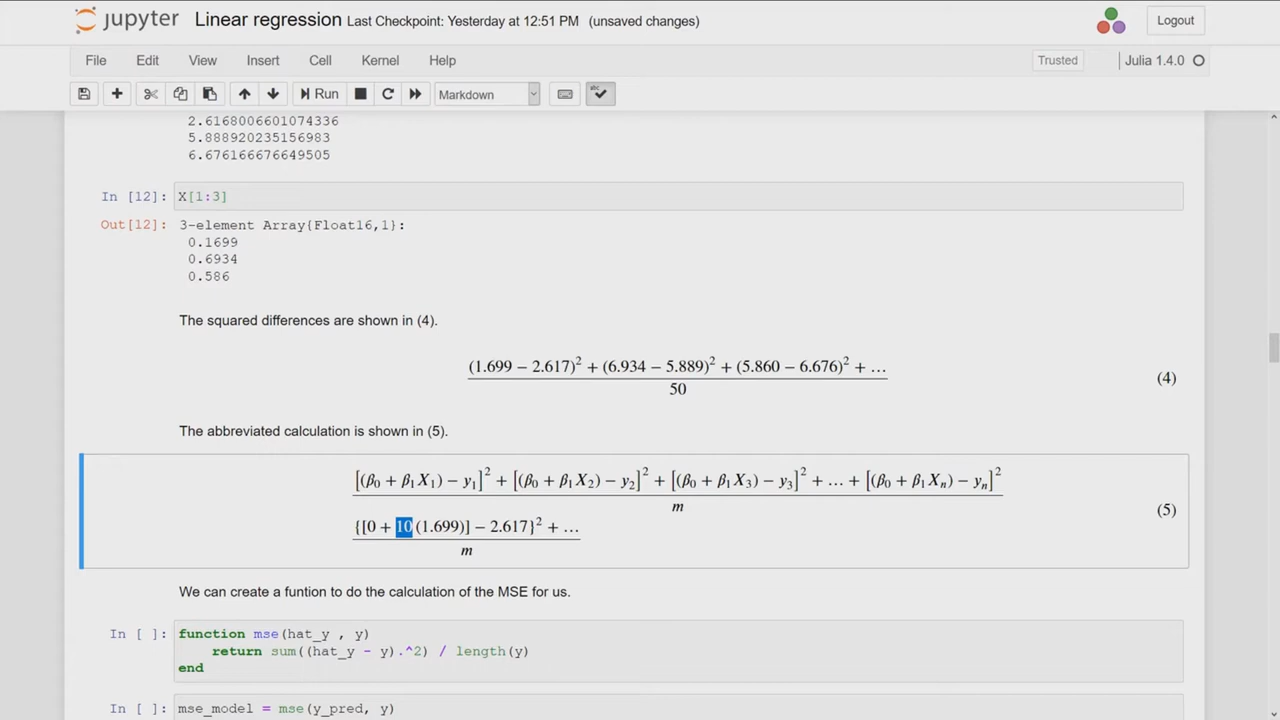 jupyter Linear regression Last Checkpoint: Yesterday at 12:51 PM (unsaved changes) Logout
File Edit View Insert Cell Kernel Help Trusted Julia 1.4.0
Run Markdown abc
2.6168006601074336
5.888920235156983
6.676166676649505
In [12]: X[1:3]
Out[12]: 3-element Array{Float16,1}:
0.1699
0.6934
0.586
The squared differences are shown in (4).
(1.699 − 2.617)² + (6.934 − 5.889)² + (5.860 − 6.676)² + …
50
(4)
The abbreviated calculation is shown in (5).
[(β₀ + β₁X₁) − y₁]² + [(β₀ + β₁X₂) − y₂]² + [(β₀ + β₁X₃) − y₃]² + … + [(β₀ + β₁Xₙ) − yₙ]²
m
(5)
{[0 + 10 (1.699)] − 2.617}² + …
m
We can create a funtion to do the calculation of the MSE for us.
In [ ]: function mse(hat_y , y)
return sum((hat_y - y).^2) / length(y)
end
In [ ]: mse_model = mse(y_pred, y)